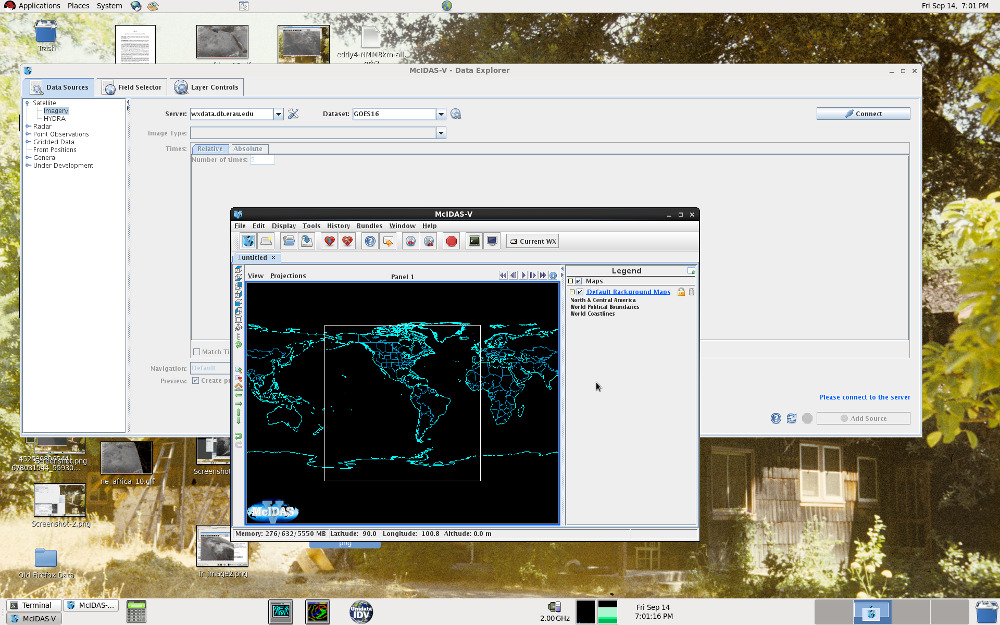 Applications Places System
Fri Sep 14, 7:01 PM
Trash
eddy4-NMM8km-all.
McIDAS-V - Data Explorer
Data Sources
Field Selector
Layer Controls
Satellite
Imagery
HYDRA
Radar
Point Observations
Gridded Data
Front Positions
General
Under Development
Server: wxdata.db.erau.edu
Dataset: GOES16
Connect
Image Type:
Times: Relative Absolute
Number of times: 5
Match Ti
Navigation: Default
Preview: Create pr
Please connect to the server
Add Source
McIDAS-V
File Edit Display Tools History Bundles Window Help
Current WX
1 untitled
View Projections
Panel 1
Legend
Maps
Default Background Maps
North & Central America
World Political Boundaries
World Coastlines
McIDAS
Memory: 276/632/5550 MB Latitude: 90.0 Longitude: 100.8 Altitude: 0.0 m
Screenshot.png
678031544_55930...
ne_africa_10.gif
Screenshot
Screenshot-2.png
png
Old Firefox Data
ir_image2.png
Terminal
McIDAS-...
McIDAS-V
Unidata
IDV
2.00 GHz
Fri Sep 14
7:01:16 PM